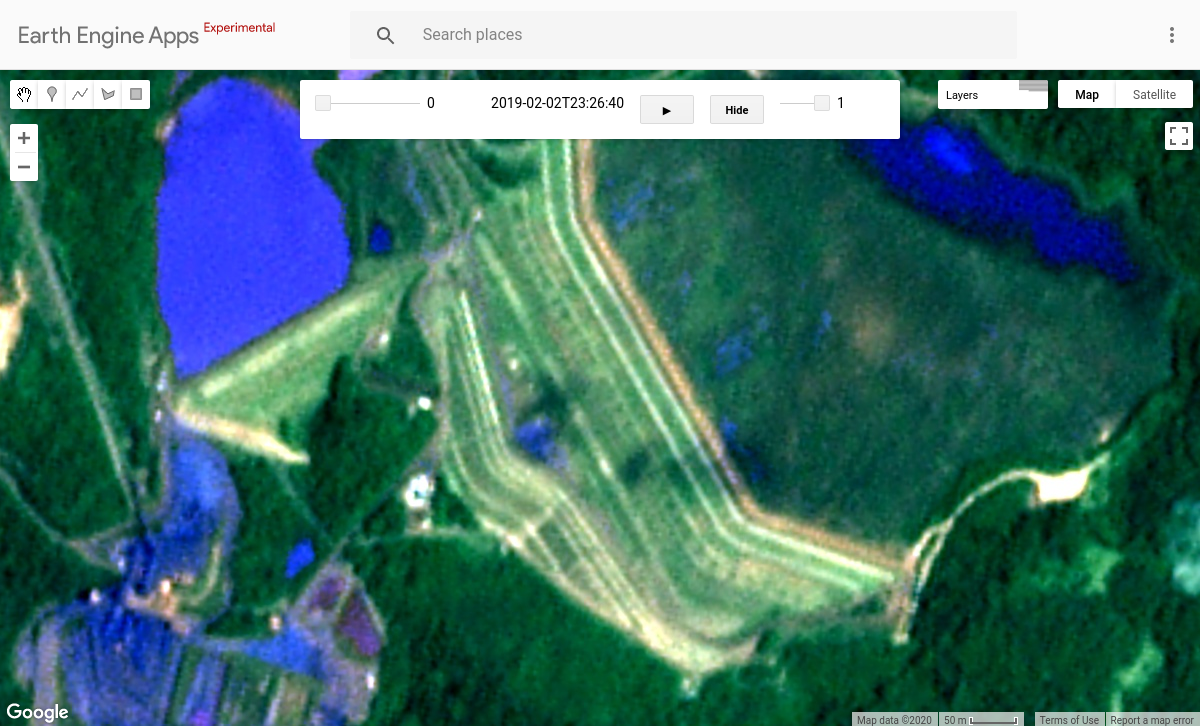 Earth Engine Apps Experimental
Search places
0
2019-02-02T23:26:40
Hide
1
Layers
Map
Satellite
+
−
Google
Map data ©2020
50 m
Terms of Use
Report a map error